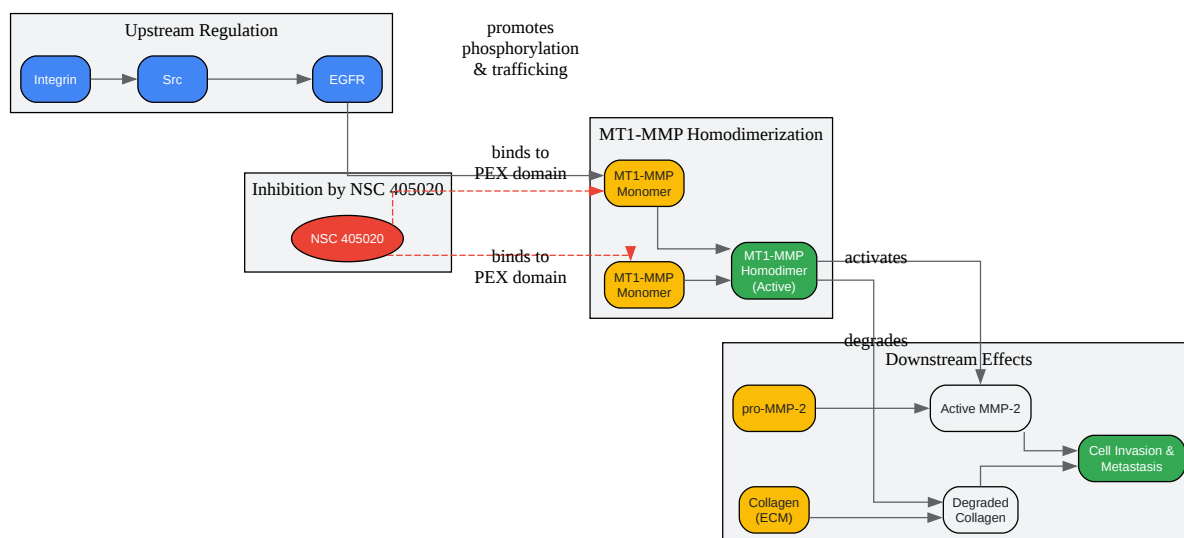 Upstream Regulation
promotes
phosphorylation
& trafficking
Integrin
Src
EGFR
MT1-MMP Homodimerization
binds to
PEX domain
MT1-MMP
Monomer
Inhibition by NSC 405020
NSC 405020
binds to
PEX domain
MT1-MMP
Monomer
MT1-MMP
Homodimer
(Active)
activates
degrades
Downstream Effects
pro-MMP-2
Active MMP-2
Cell Invasion &
Metastasis
Collagen
(ECM)
Degraded
Collagen